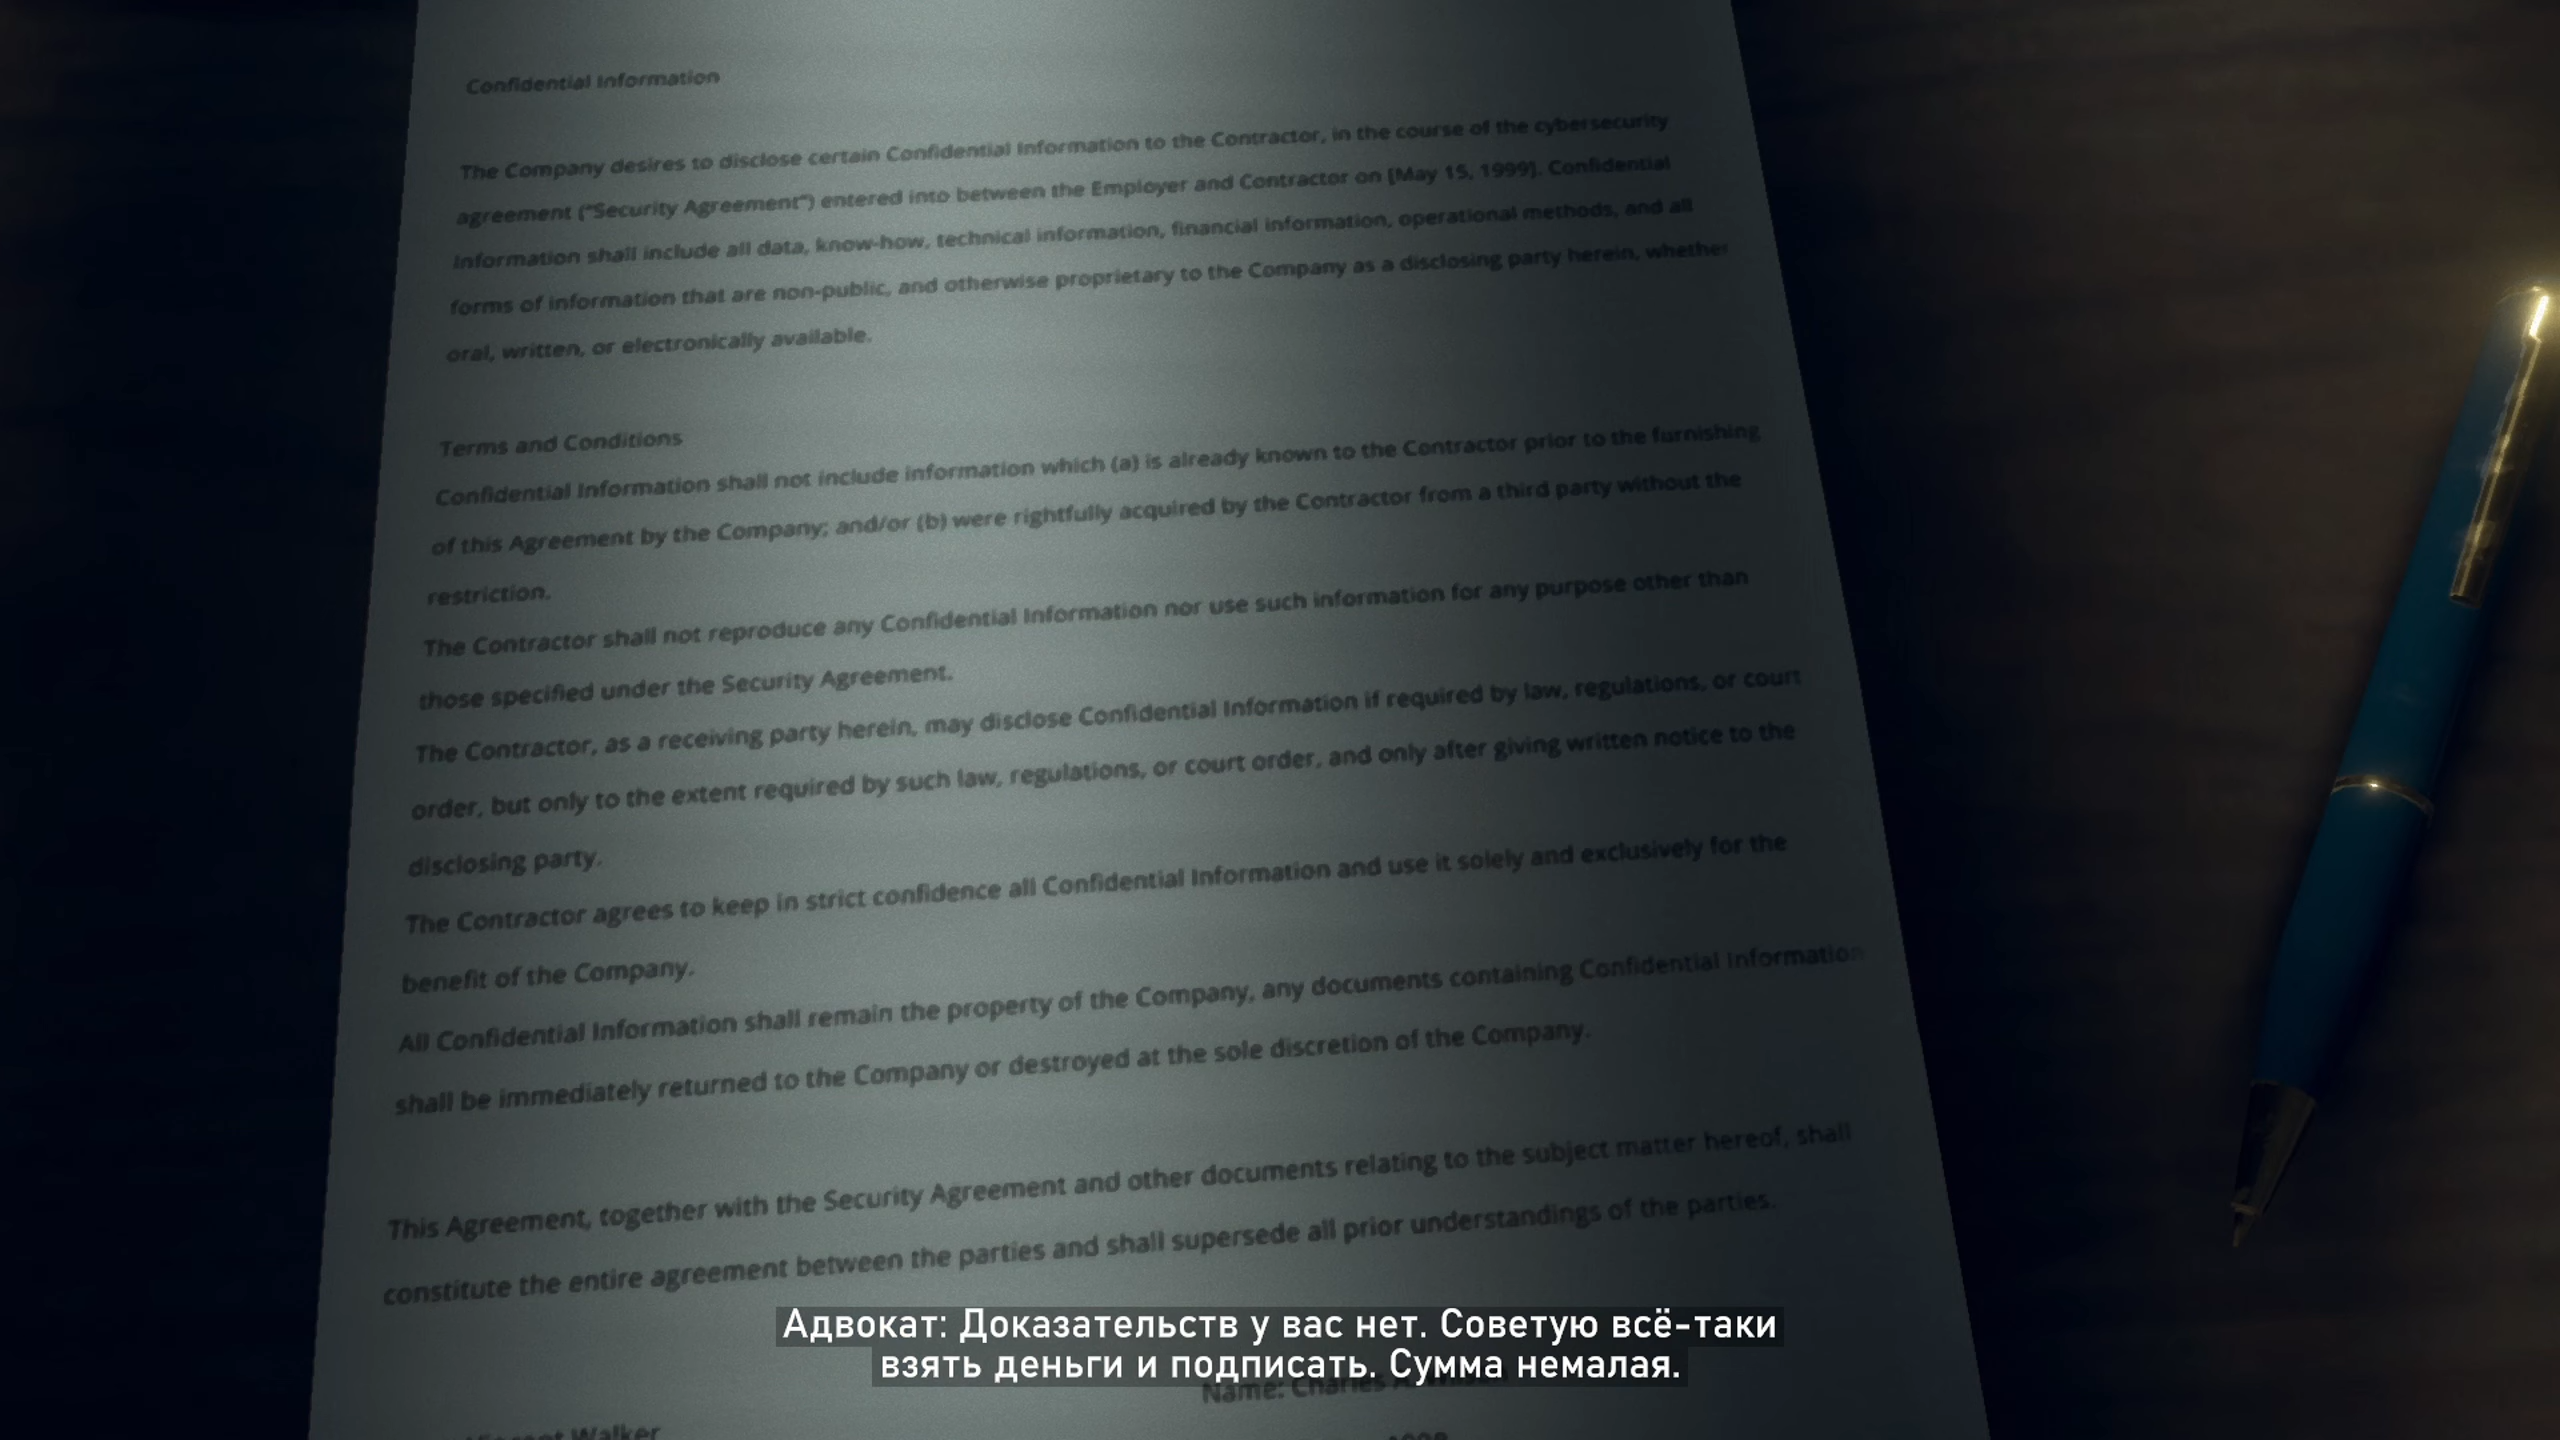 Confidential Information
The Company desires to disclose certain Confidential Information to the Contractor, in the course of the cybersecurity
agreement ("Security Agreement") entered into between the Employer and Contractor on [May 15, 1999]. Confidential
Information shall include all data, know-how, technical information, financial information, operational methods, and all
forms of information that are non-public, and otherwise proprietary to the Company as a disclosing party herein, whether
oral, written, or electronically available.
Terms and Conditions
Confidential Information shall not include information which (a) is already known to the Contractor prior to the furnishing
of this Agreement by the Company; and/or (b) were rightfully acquired by the Contractor from a third party without the
restriction.
The Contractor shall not reproduce any Confidential Information nor use such information for any purpose other than
those specified under the Security Agreement.
The Contractor, as a receiving party herein, may disclose Confidential Information if required by law, regulations, or court
order, but only to the extent required by such law, regulations, or court order, and only after giving written notice to the
disclosing party.
The Contractor agrees to keep in strict confidence all Confidential Information and use it solely and exclusively for the
benefit of the Company.
All Confidential Information shall remain the property of the Company, any documents containing Confidential Information
shall be immediately returned to the Company or destroyed at the sole discretion of the Company.
This Agreement, together with the Security Agreement and other documents relating to the subject matter hereof, shall
constitute the entire agreement between the parties and shall supersede all prior understandings of the parties.
Адвокат: Доказательств у вас нет. Советую всё-таки
взять деньги и подписать. Сумма немалая.
Name: Charles
Walker